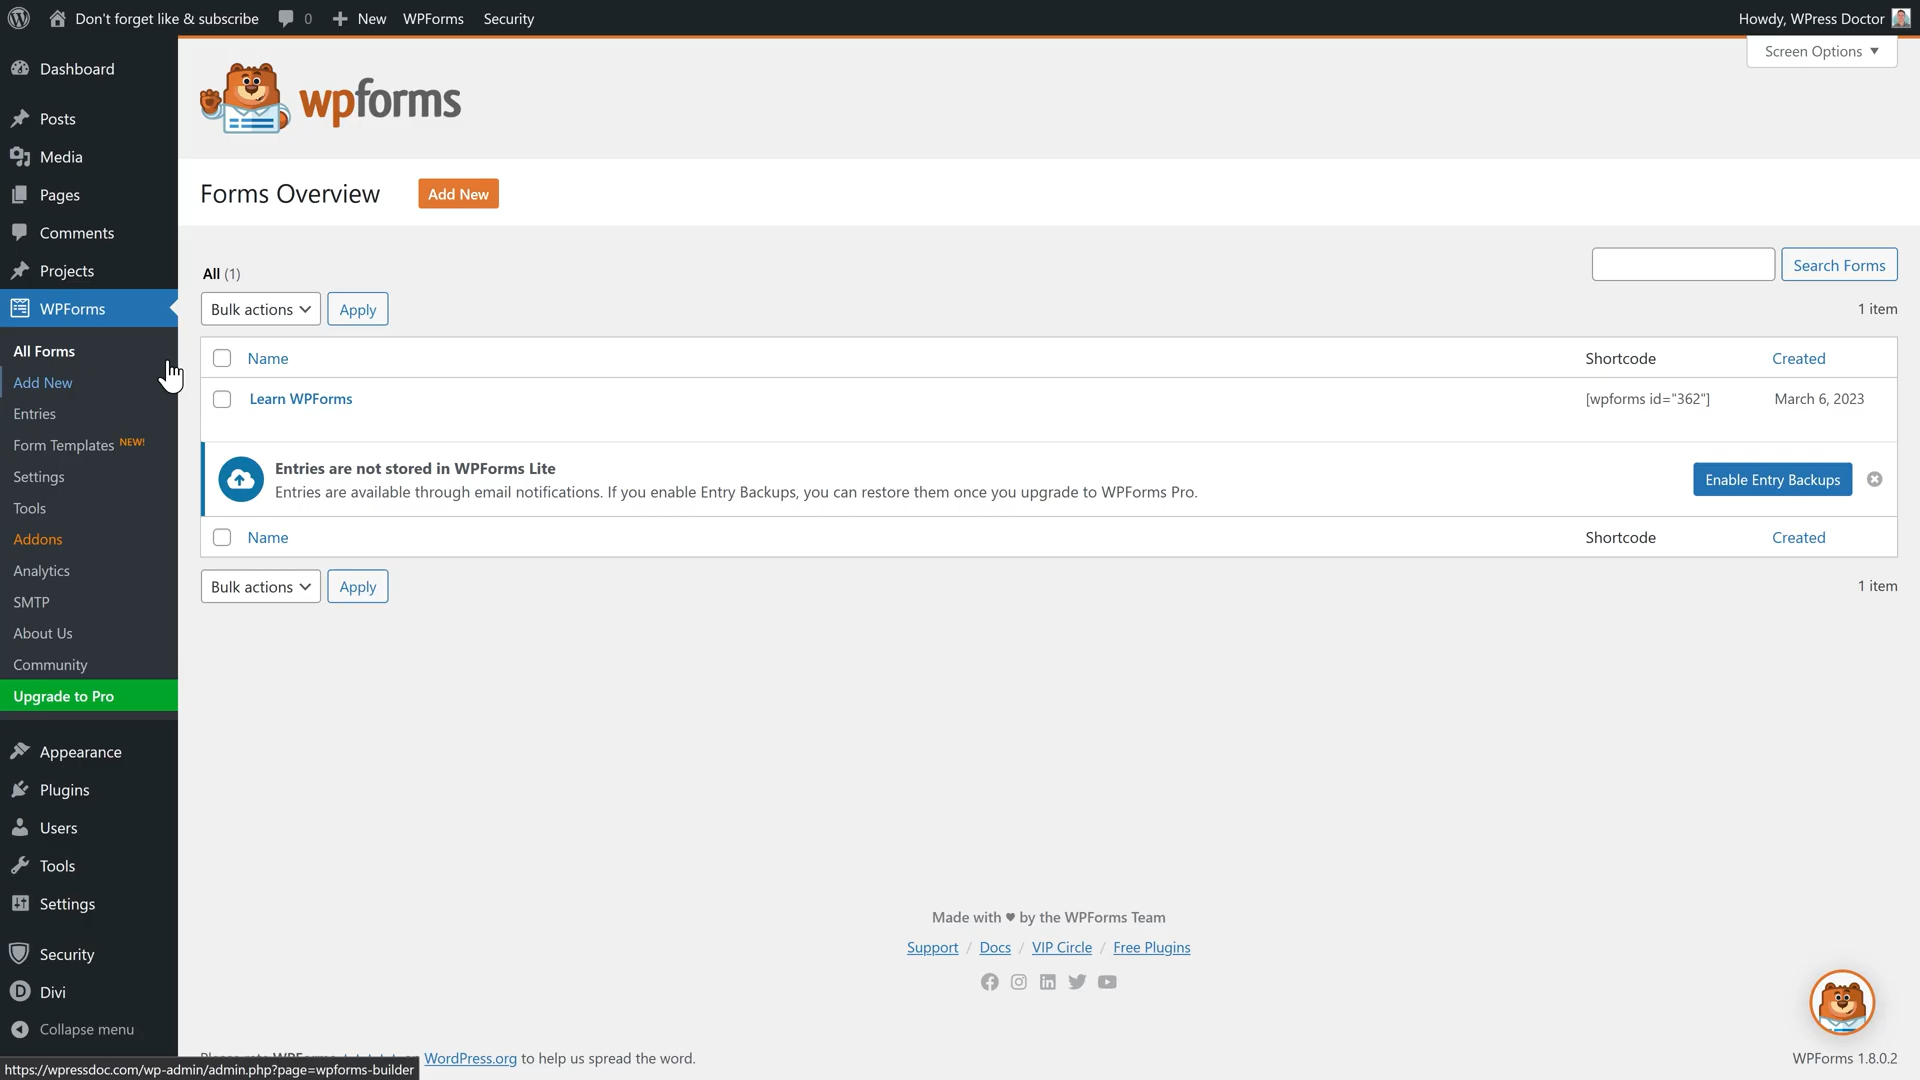 Don't forget like & subscribe
0
New
WPForms
Security
Howdy, WPress Doctor
Screen Options
Dashboard
Posts
Media
Pages
Comments
Projects
WPForms
All Forms
Add New
Entries
Form Templates NEW!
Settings
Tools
Addons
Analytics
SMTP
About Us
Community
Upgrade to Pro
Appearance
Plugins
Users
Tools
Settings
Security
Divi
Collapse menu
wpforms
Forms Overview
Add New
All (1)
Search Forms
Bulk actions
Apply
1 item
Name
Shortcode
Created
Learn WPForms
[wpforms id="362"]
March 6, 2023
Entries are not stored in WPForms Lite
Entries are available through email notifications. If you enable Entry Backups, you can restore them once you upgrade to WPForms Pro.
Enable Entry Backups
Name
Shortcode
Created
Bulk actions
Apply
1 item
Made with ♥ by the WPForms Team
Support / Docs / VIP Circle / Free Plugins
WordPress.org to help us spread the word.
WPForms 1.8.0.2
https://wpressdoc.com/wp-admin/admin.php?page=wpforms-builder